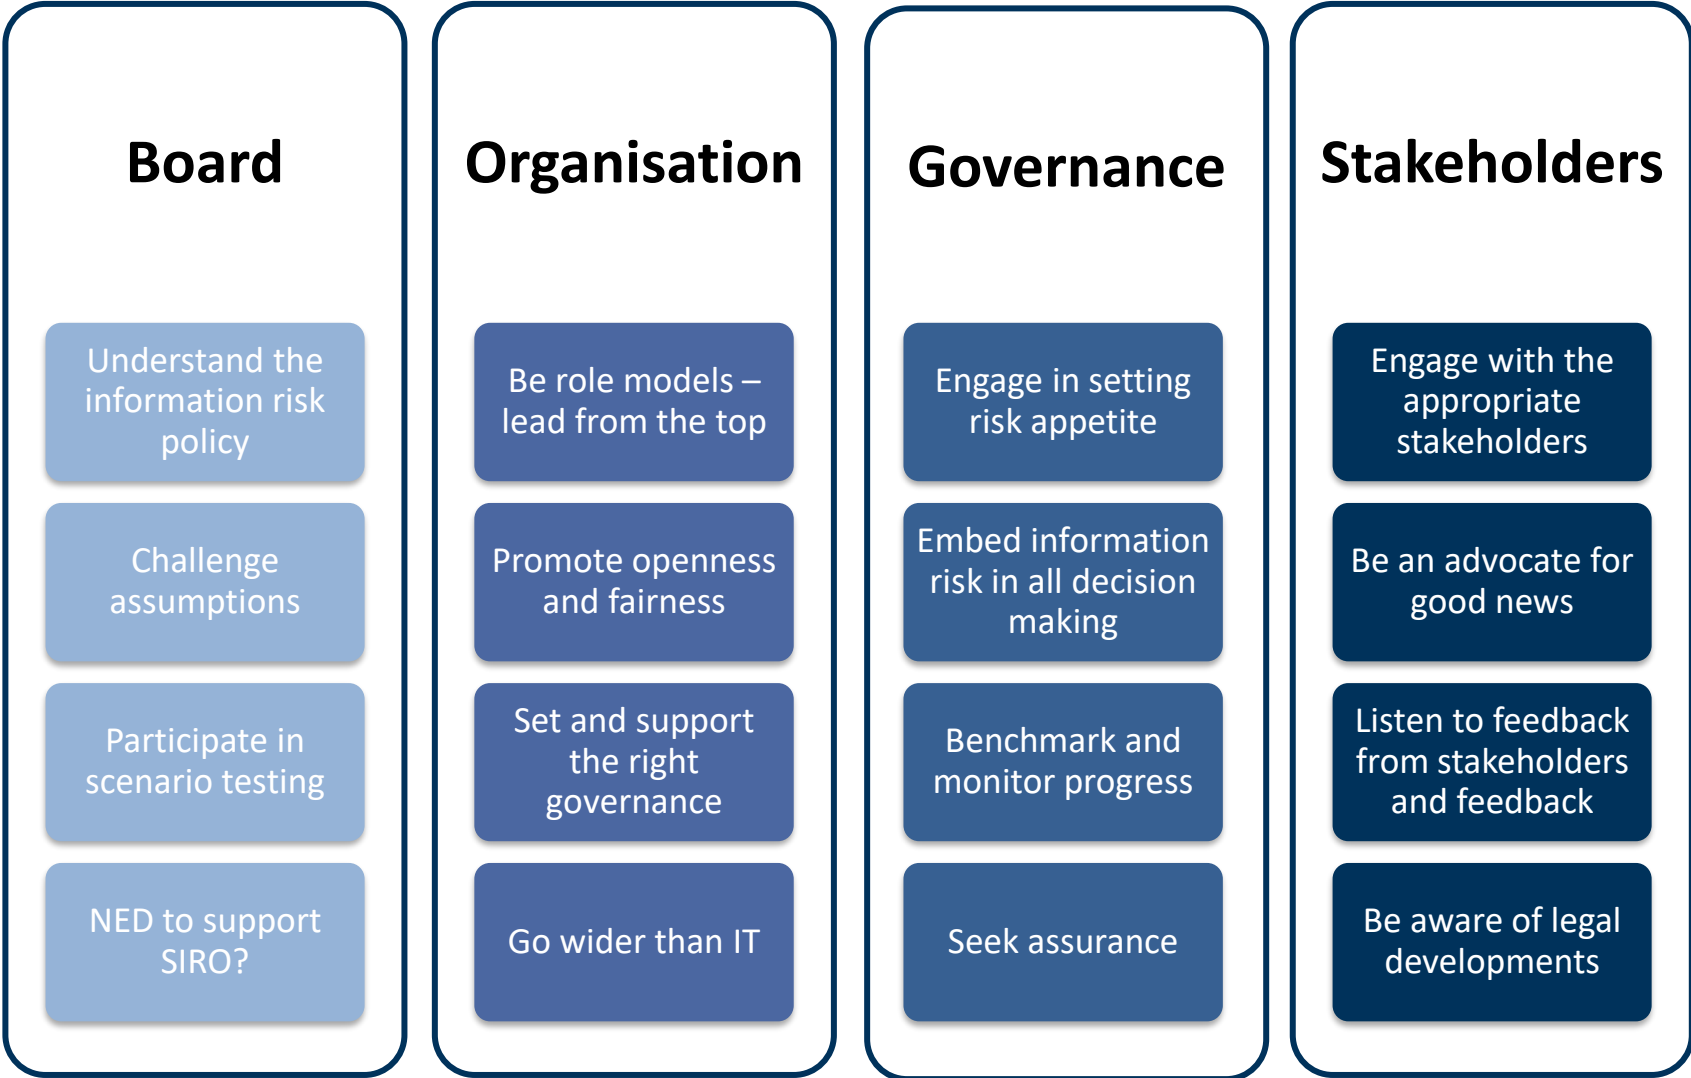 Board
Understand the
information risk
policy
Challenge
assumptions
Participate in
scenario testing
NED to support
SIRO?
Organisation
Be role models –
lead from the top
Promote openness
and fairness
Set and support
the right
governance
Go wider than IT
Governance
Engage in setting
risk appetite
Embed information
risk in all decision
making
Benchmark and
monitor progress
Seek assurance
Stakeholders
Engage with the
appropriate
stakeholders
Be an advocate for
good news
Listen to feedback
from stakeholders
and feedback
Be aware of legal
developments